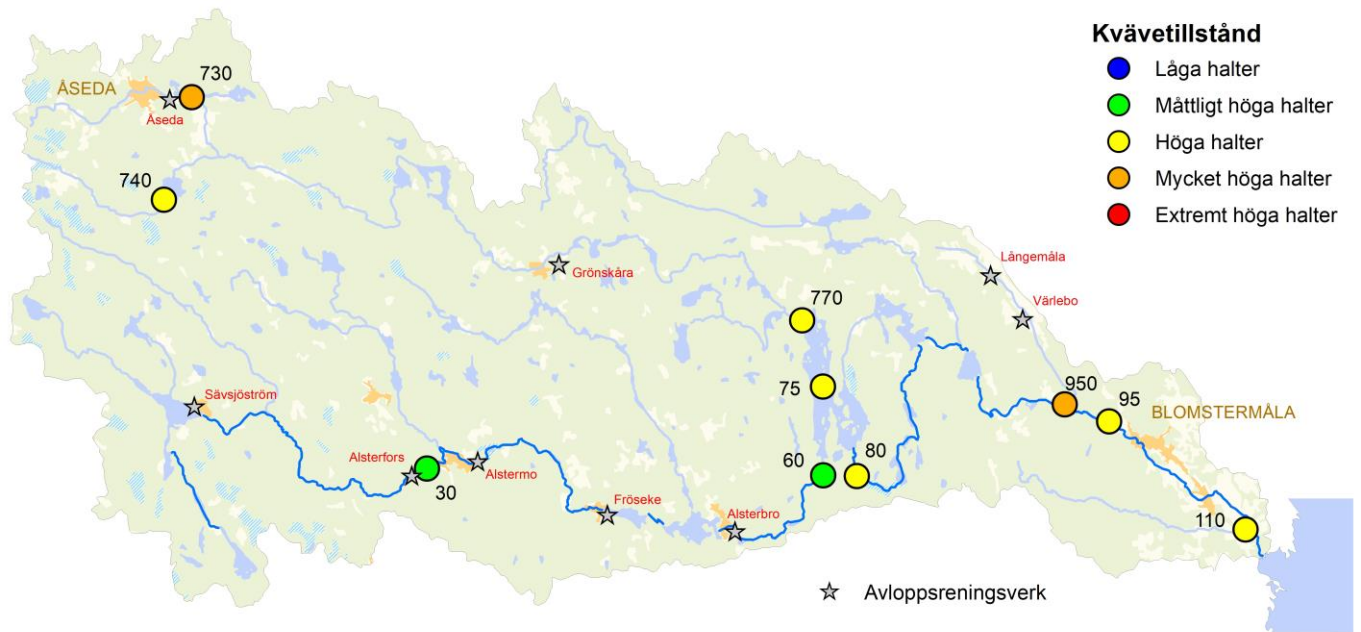 Kvävetillstånd
Låga halter
Måttligt höga halter
Höga halter
Mycket höga halter
Extremt höga halter
730
ÅSEDA
Åseda
740
Grönskåra
Långemåla
Värlebo
770
75
950
95
BLOMSTERMÅLA
Sävsjöström
Alsterfors
30
Alstermo
60
80
Fröseke
Alsterbro
110
Avloppsreningsverk